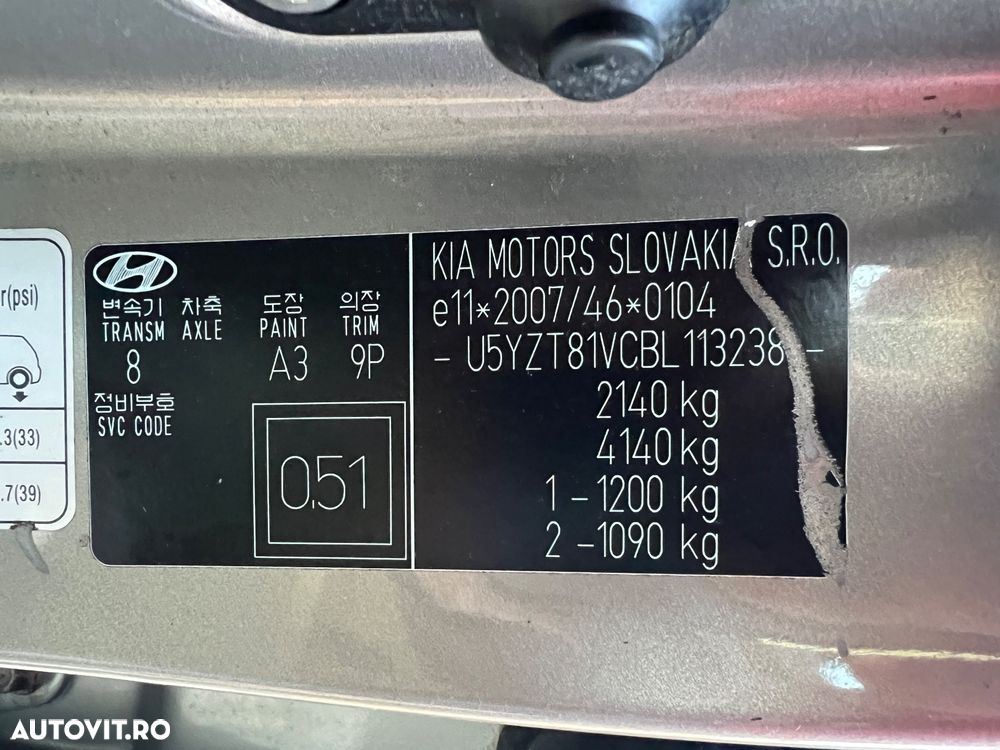 r(psi)
.3(33)
.7(39)
변속기 차축 도장 의장
TRANSM AXLE PAINT TRIM
8 A3 9P
정비부호
SVC CODE
0.51
KIA MOTORS SLOVAKIA S.R.O.
e11*2007/46*0104
- U5YZT81VCBL113238 -
2140 kg
4140 kg
1 - 1200 kg
2 - 1090 kg
AUTOVIT.RO